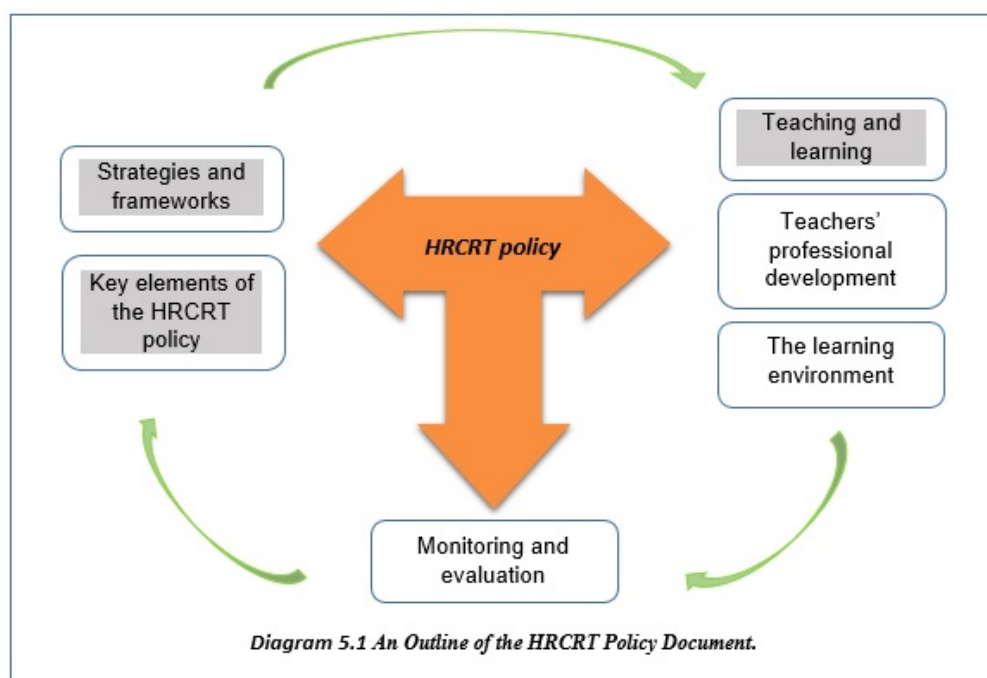 Strategies and
frameworks
Key elements of
the HRCRT
policy
HRCRT policy
Teaching and
learning
Teachers'
professional
development
The learning
environment
Monitoring and
evaluation
Diagram 5.1 An Outline of the HRCRT Policy Document.